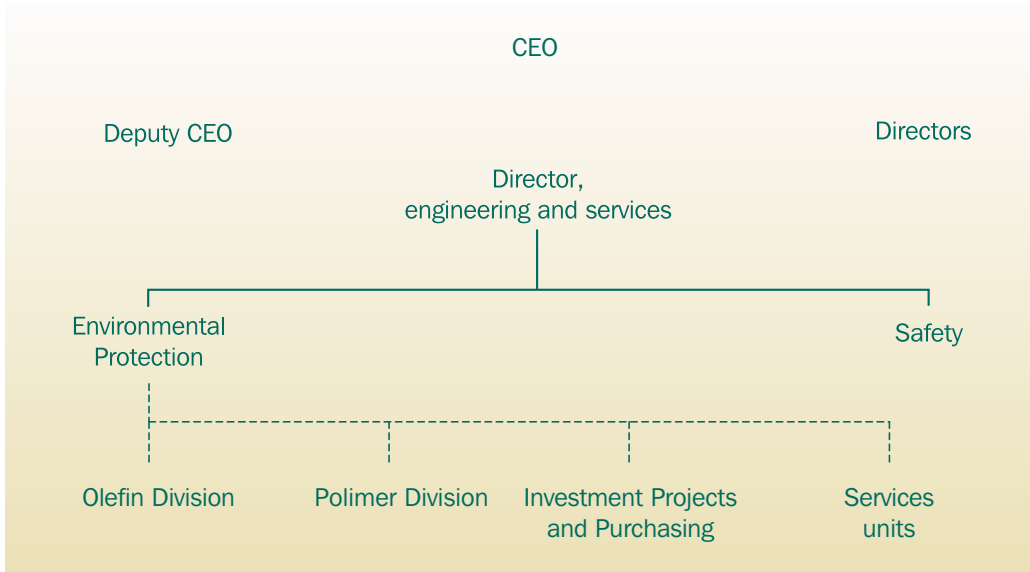 CEO
Deputy CEO
Directors
Director,
engineering and services
Environmental
Protection
Safety
Olefin Division
Polimer Division
Investment Projects
and Purchasing
Services
units